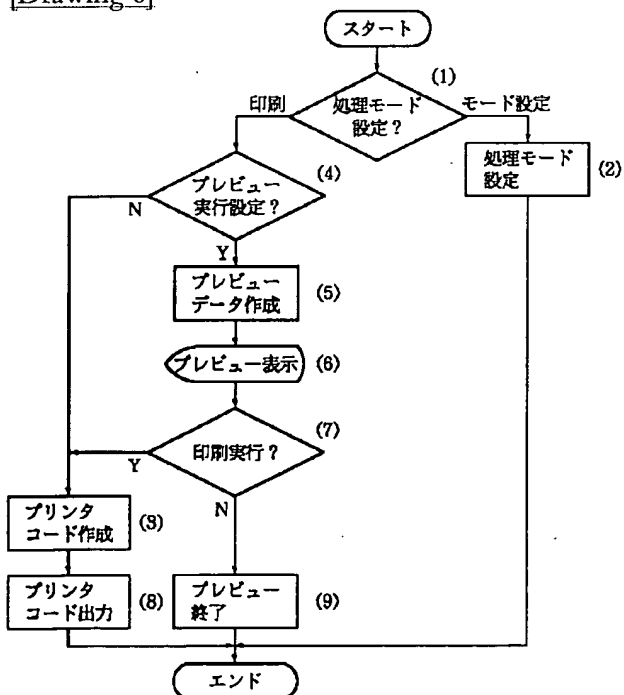 [Drawing 6]
スタート
(1)
印刷
処理モード
設定?
モード設定
処理モード
設定
(2)
プレビュー
実行設定?
(4)
N
Y
プレビュー
データ作成
(5)
プレビュー表示
(6)
印刷実行?
(7)
Y
N
プリンタ
コード作成
(3)
プリンタ
コード出力
(8)
プレビュー
終了
(9)
エンド